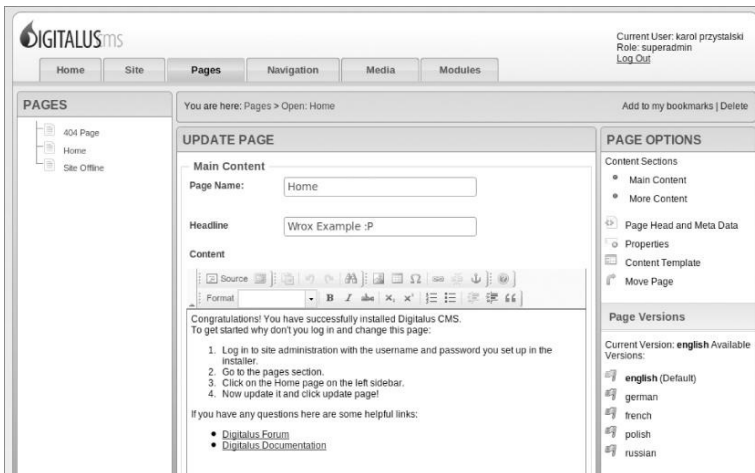 DIGITALUSms
Current User: karol przystalski
Role: superadmin
Log Out
Home Site Pages Navigation Media Modules
PAGES
404 Page
Home
Site Offline
You are here: Pages > Open: Home
Add to my bookmarks | Delete
UPDATE PAGE
Main Content
Page Name: Home
Headline Wrox Example :P
Content
Source
Format
Congratulations! You have successfully installed Digitalus CMS.
To get started why don't you log in and change this page:
1. Log in to site administration with the username and password you set up in the
installer.
2. Go to the pages section.
3. Click on the Home page on the left sidebar.
4. Now update it and click update page!
If you have any questions here are some helpful links:
Digitalus Forum
Digitalus Documentation
PAGE OPTIONS
Content Sections
Main Content
More Content
Page Head and Meta Data
Properties
Content Template
Move Page
Page Versions
Current Version: english Available
Versions:
english (Default)
german
french
polish
russian